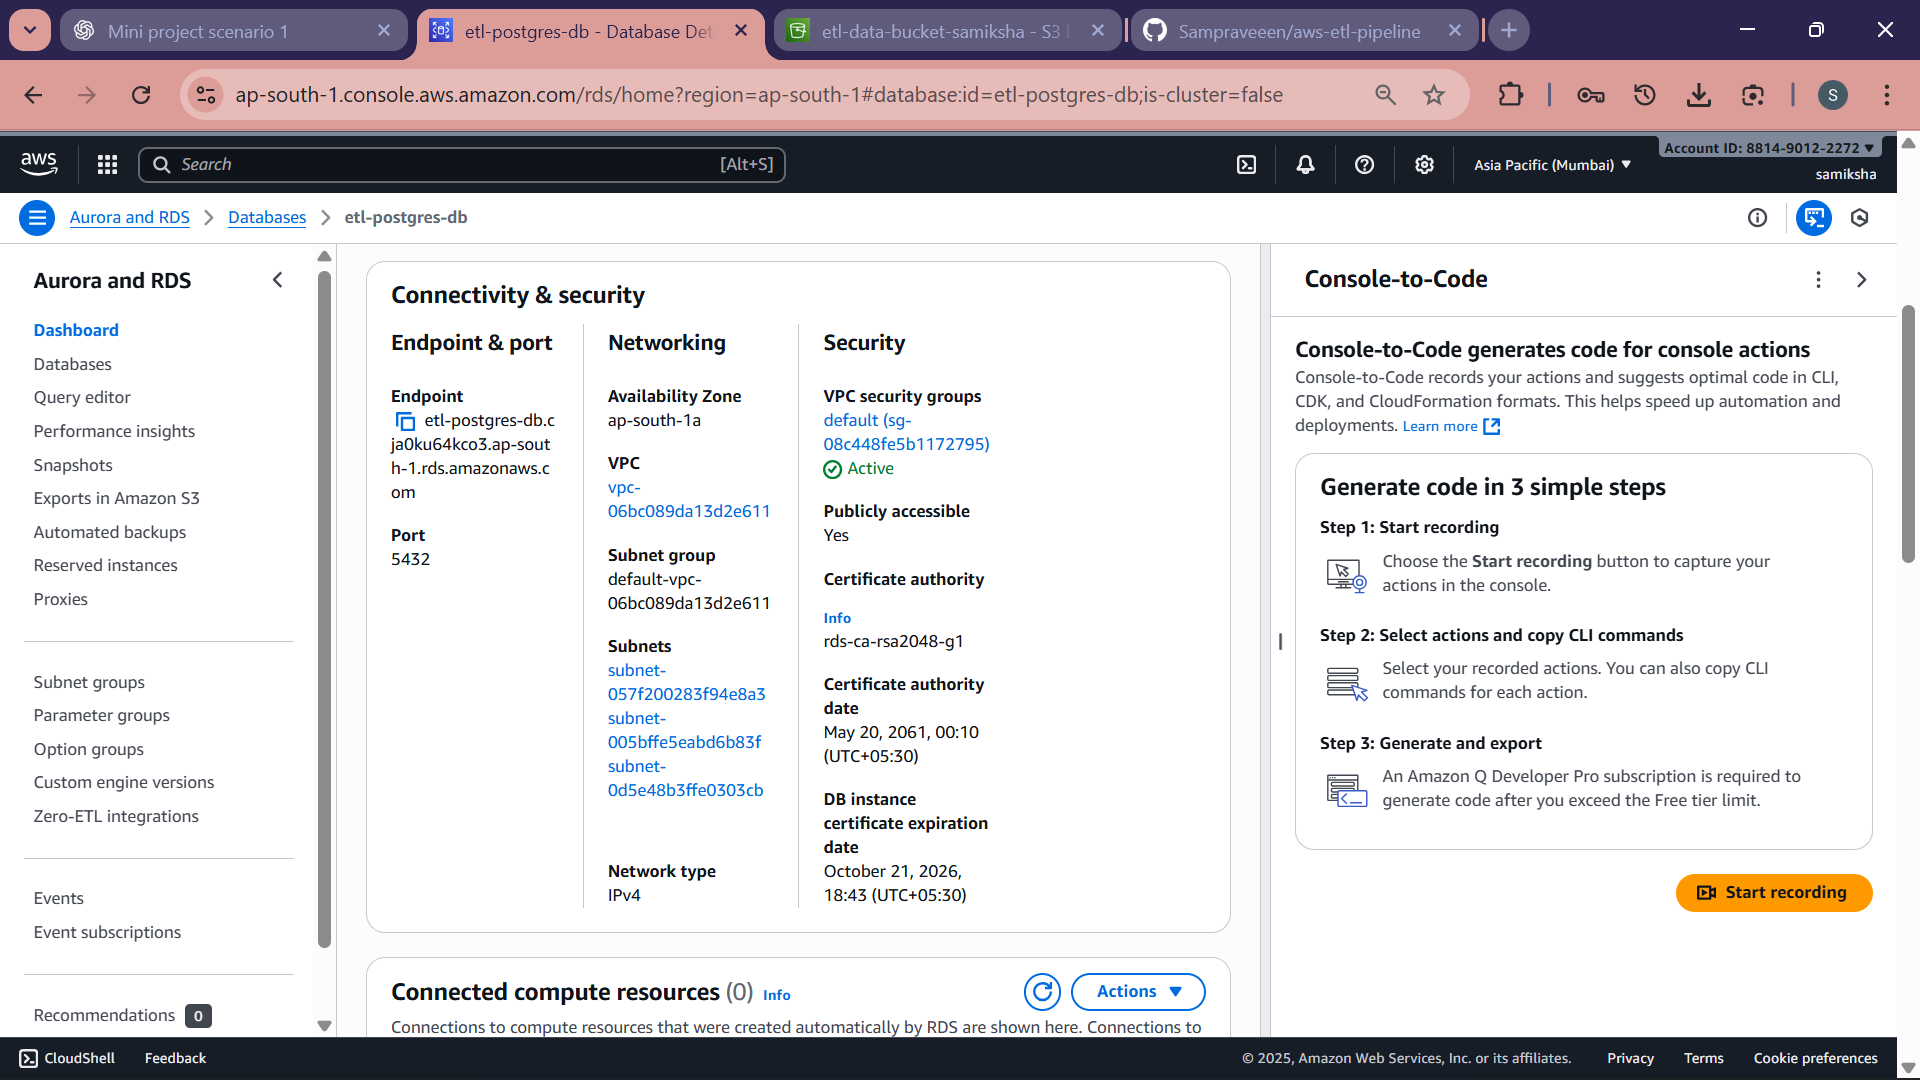 Mini project scenario 1
etl-postgres-db - Database Det
etl-data-bucket-samiksha - S3 b
Sampraveeen/aws-etl-pipeline
ap-south-1.console.aws.amazon.com/rds/home?region=ap-south-1#database:id=etl-postgres-db;is-cluster=false
S
aws
Search
[Alt+S]
Asia Pacific (Mumbai)
Account ID: 8814-9012-2272
samiksha
Aurora and RDS
Databases
etl-postgres-db
Aurora and RDS
Dashboard
Databases
Query editor
Performance insights
Snapshots
Exports in Amazon S3
Automated backups
Reserved instances
Proxies
Subnet groups
Parameter groups
Option groups
Custom engine versions
Zero-ETL integrations
Events
Event subscriptions
Recommendations 0
Connectivity & security
Endpoint & port
Endpoint
etl-postgres-db.c
ja0ku64kco3.ap-sout
h-1.rds.amazonaws.c
om
Port
5432
Networking
Availability Zone
ap-south-1a
VPC
vpc-
06bc089da13d2e611
Subnet group
default-vpc-
06bc089da13d2e611
Subnets
subnet-
057f200283f94e8a3
subnet-
005bffe5eabd6b83f
subnet-
0d5e48b3ffe0303cb
Network type
IPv4
Security
VPC security groups
default (sg-
08c448fe5b1172795)
Active
Publicly accessible
Yes
Certificate authority
Info
rds-ca-rsa2048-g1
Certificate authority
date
May 20, 2061, 00:10
(UTC+05:30)
DB instance
certificate expiration
date
October 21, 2026,
18:43 (UTC+05:30)
Connected compute resources (0) Info
Actions
Connections to compute resources that were created automatically by RDS are shown here. Connections to
Console-to-Code
Console-to-Code generates code for console actions
Console-to-Code records your actions and suggests optimal code in CLI,
CDK, and CloudFormation formats. This helps speed up automation and
deployments. Learn more
Generate code in 3 simple steps
Step 1: Start recording
Choose the Start recording button to capture your
actions in the console.
Step 2: Select actions and copy CLI commands
Select your recorded actions. You can also copy CLI
commands for each action.
Step 3: Generate and export
An Amazon Q Developer Pro subscription is required to
generate code after you exceed the Free tier limit.
Start recording
CloudShell
Feedback
© 2025, Amazon Web Services, Inc. or its affiliates.
Privacy
Terms
Cookie preferences